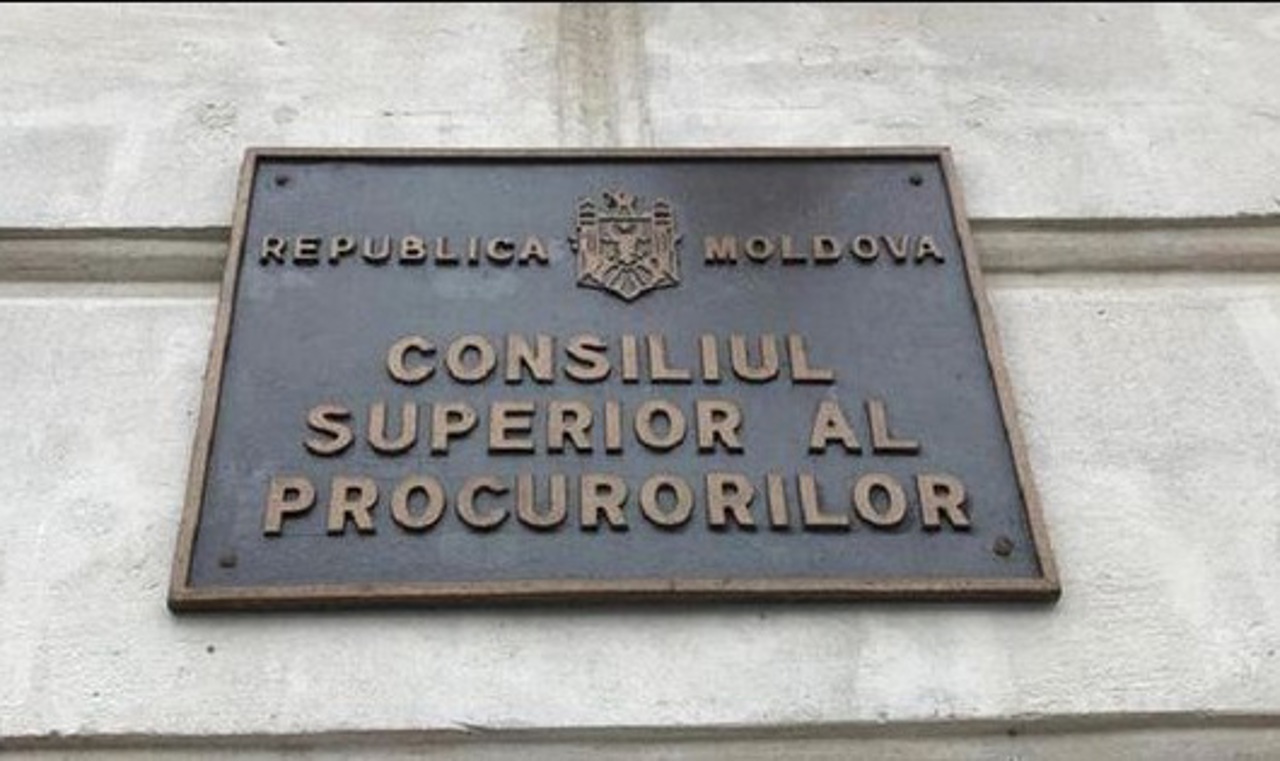 REPUBLICA MOLDOVA
CONSILIUL
SUPERIOR AL
PROCURORILOR